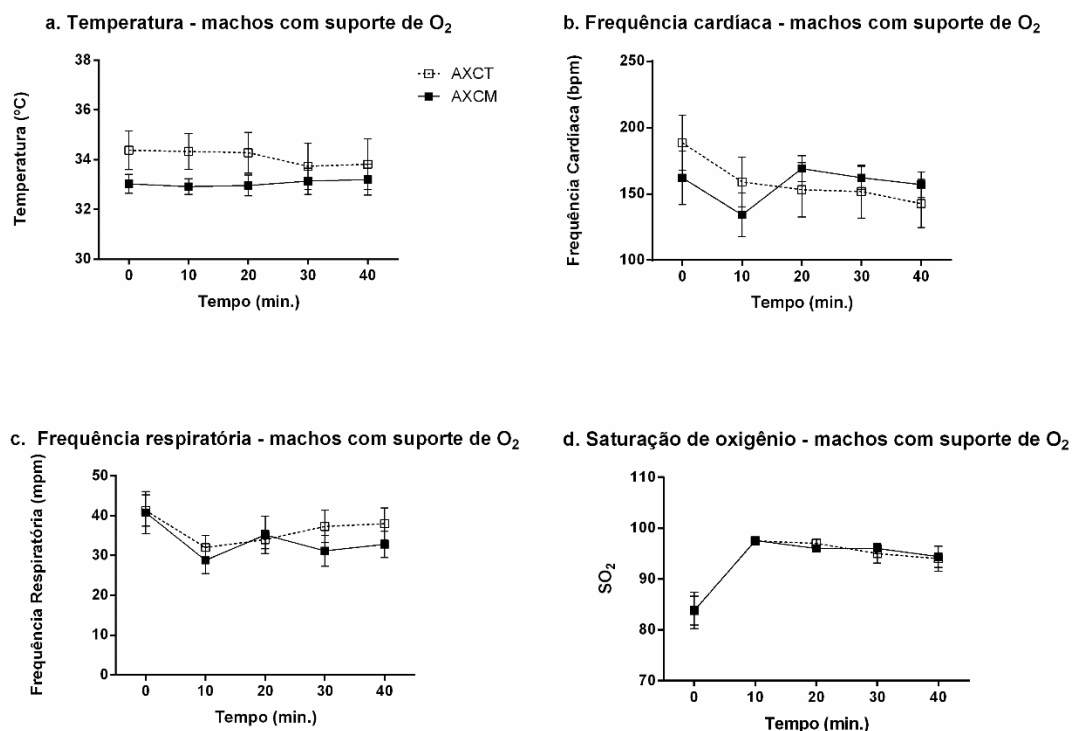 a. Temperatura - machos com suporte de O₂
Temperatura (ºC)
38
36
34
32
30
0 10 20 30 40
Tempo (min.)
AXCT
AXCM
b. Frequência cardíaca - machos com suporte de O₂
Frequência Cardíaca (bpm)
250
200
150
100
0 10 20 30 40
Tempo (min.)
c. Frequência respiratória - machos com suporte de O₂
Frequência Respiratória (mpm)
50
40
30
20
10
0
0 10 20 30 40
Tempo (min.)
d. Saturação de oxigênio - machos com suporte de O₂
SO₂
110
100
90
80
70
0 10 20 30 40
Tempo (min.)